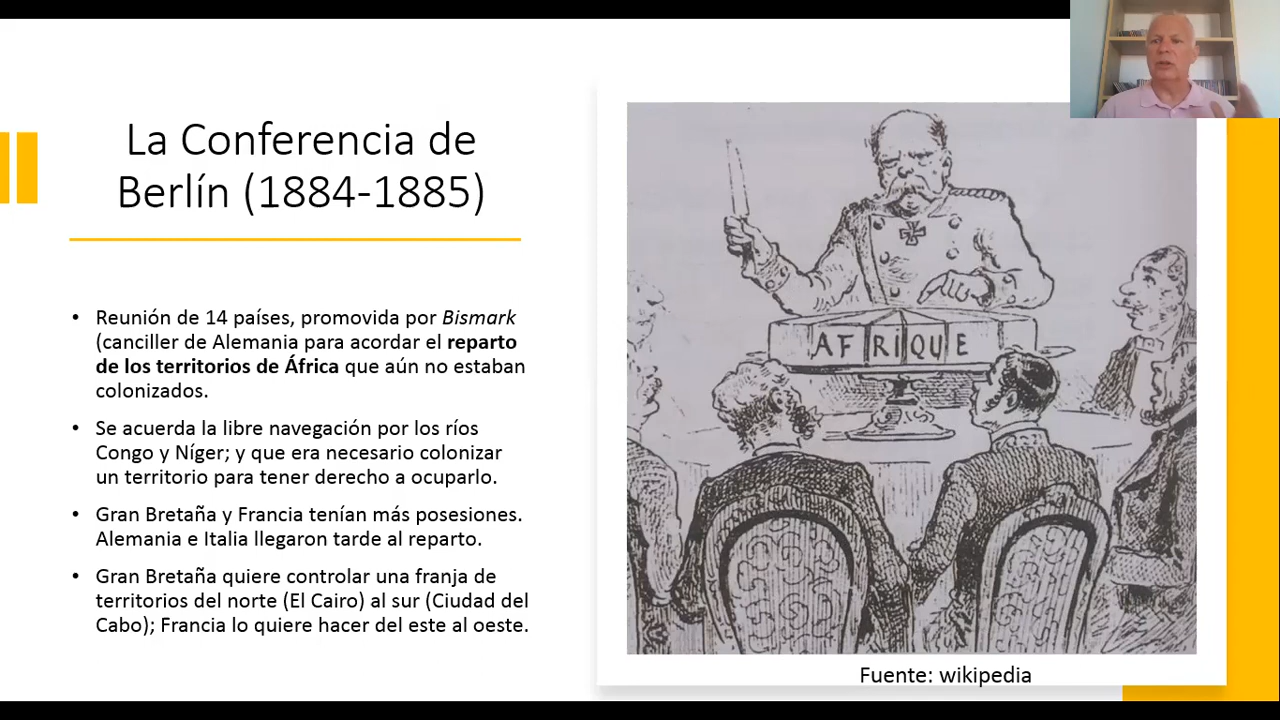 La Conferencia de
Berlín (1884-1885)
• Reunión de 14 países, promovida por Bismark
(canciller de Alemania para acordar el reparto
de los territorios de África que aún no estaban
colonizados.
• Se acuerda la libre navegación por los ríos
Congo y Níger; y que era necesario colonizar
un territorio para tener derecho a ocuparlo.
• Gran Bretaña y Francia tenían más posesiones.
Alemania e Italia llegaron tarde al reparto.
• Gran Bretaña quiere controlar una franja de
territorios del norte (El Cairo) al sur (Ciudad del
Cabo); Francia lo quiere hacer del este al oeste.
AFRIQUE
Fuente: wikipedia